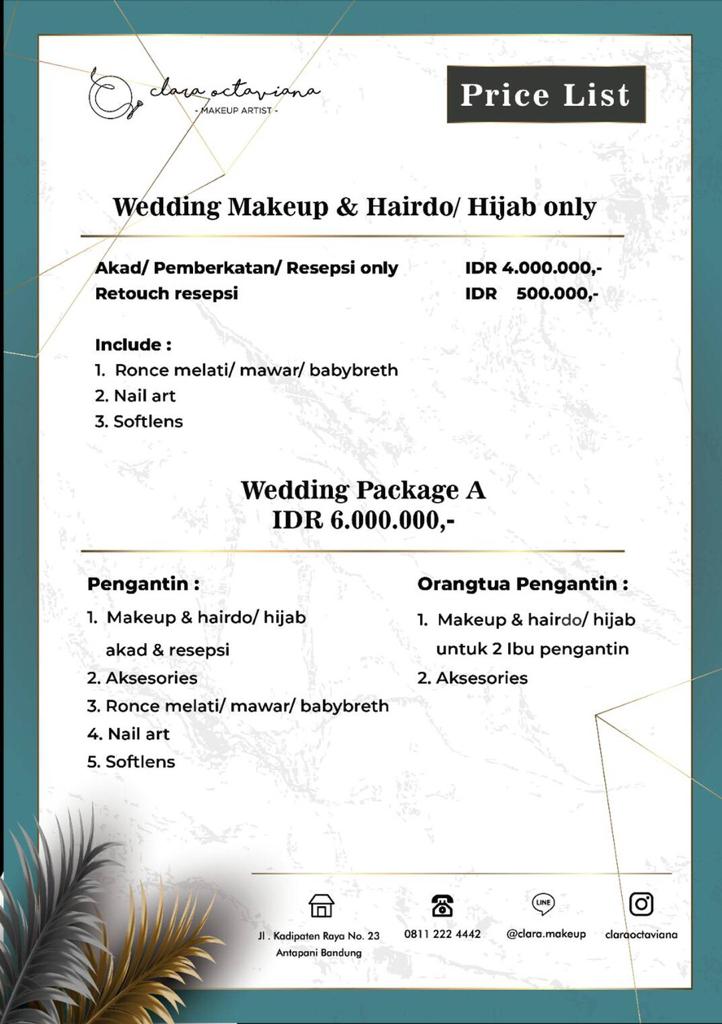 clara octaviana
- MAKEUP ARTIST -
Price List
Wedding Makeup & Hairdo/ Hijab only
Akad/ Pemberkatan/ Resepsi only IDR 4.000.000,-
Retouch resepsi IDR 500.000,-
Include :
1. Ronce melati/ mawar/ babybreth
2. Nail art
3. Softlens
Wedding Package A
IDR 6.000.000,-
Pengantin :
1. Makeup & hairdo/ hijab
akad & resepsi
2. Aksesories
3. Ronce melati/ mawar/ babybreth
4. Nail art
5. Softlens
Orangtua Pengantin :
1. Makeup & hairdo/ hijab
untuk 2 Ibu pengantin
2. Aksesories
Jl . Kadipaten Raya No. 23
Antapani Bandung
0811 222 4442
LINE
@clara.makeup
claraoctaviana